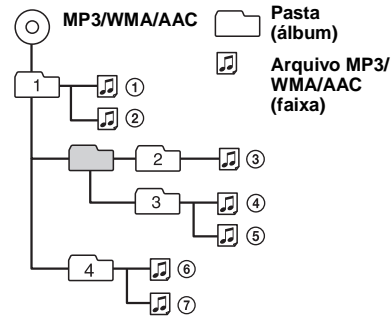 MP3/WMA/AAC
Pasta
(álbum)
Arquivo MP3/
WMA/AAC
(faixa)
1
①
②
2
③
3
④
⑤
4
⑥
⑦